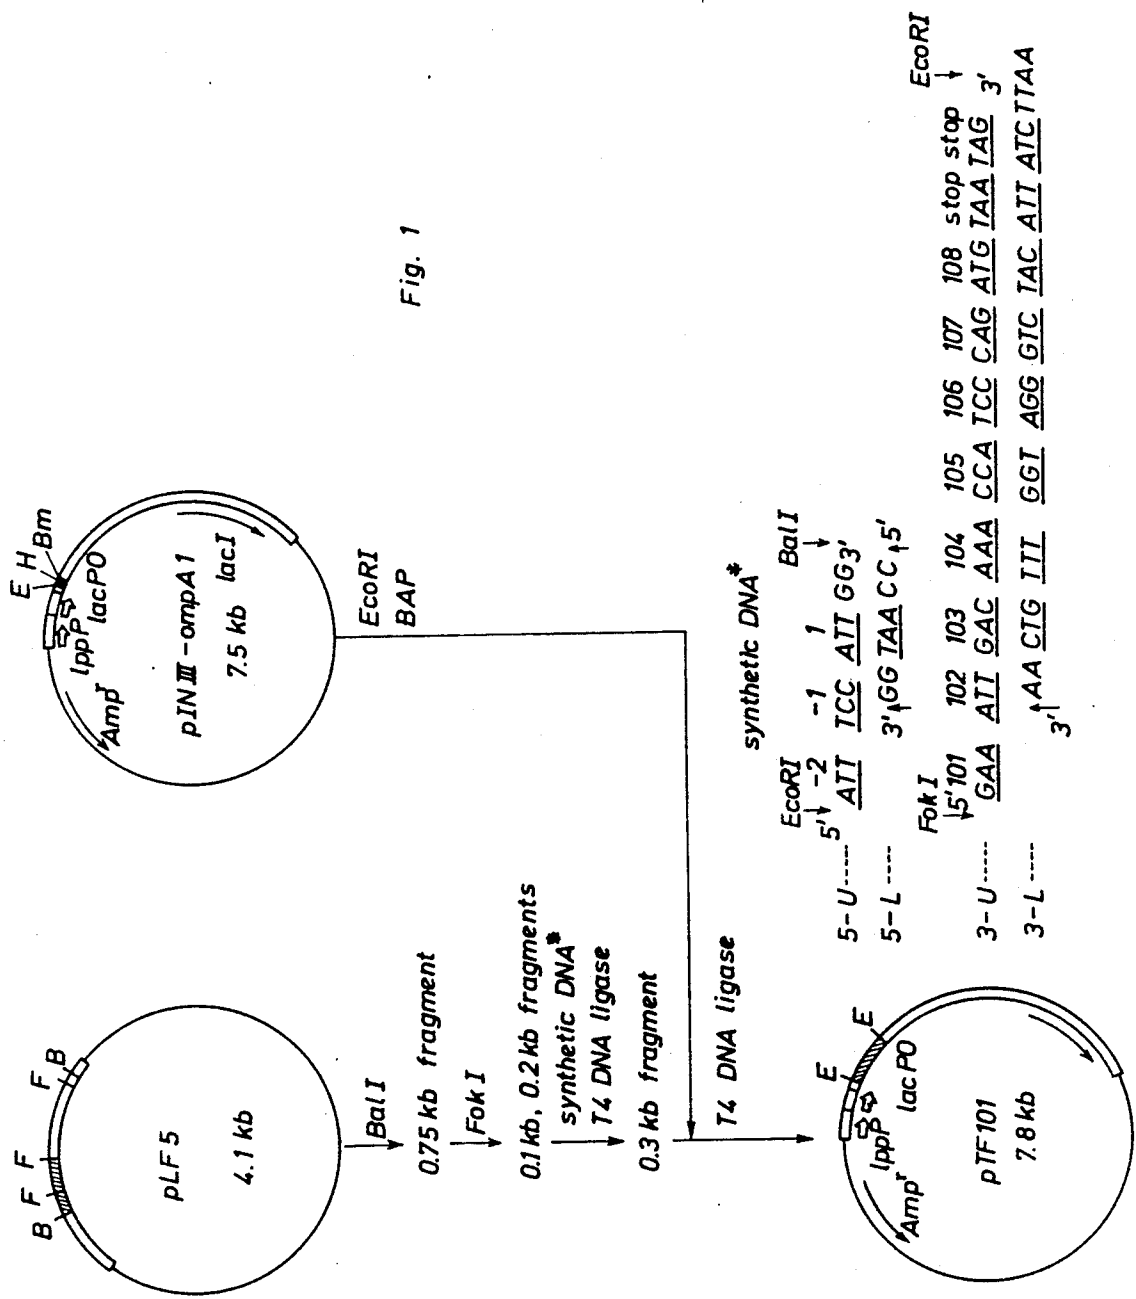 Fig. 1
B F F F B
pLF5
4.1 kb
E H Bm
lppP lacPO
Ampr
pIN III-ompA1
7.5 kb lacI
BalI
0.75 kb fragment
FokI
0.1 kb, 0.2 kb fragments
synthetic DNA*
T4 DNA ligase
0.3 kb fragment
EcoRI
BAP
T4 DNA ligase
E E
lppP lacPO
Ampr
pTF101
7.8 kb
synthetic DNA*
EcoRI BalI
5' -2 -1 1
5-U----- ATT TCC ATT GG3'
5-L ----- 3' GG TAA CC 5'
FokI EcoRI
5' 101 102 103 104 105 106 107 108 stop stop
3-U ----- GAA ATT GAC AAA CCA TCC CAG ATG TAA TAG 3'
3-L ---- AA CTG TTT GGT AGG GTC TAC ATT ATCTTAA
3'